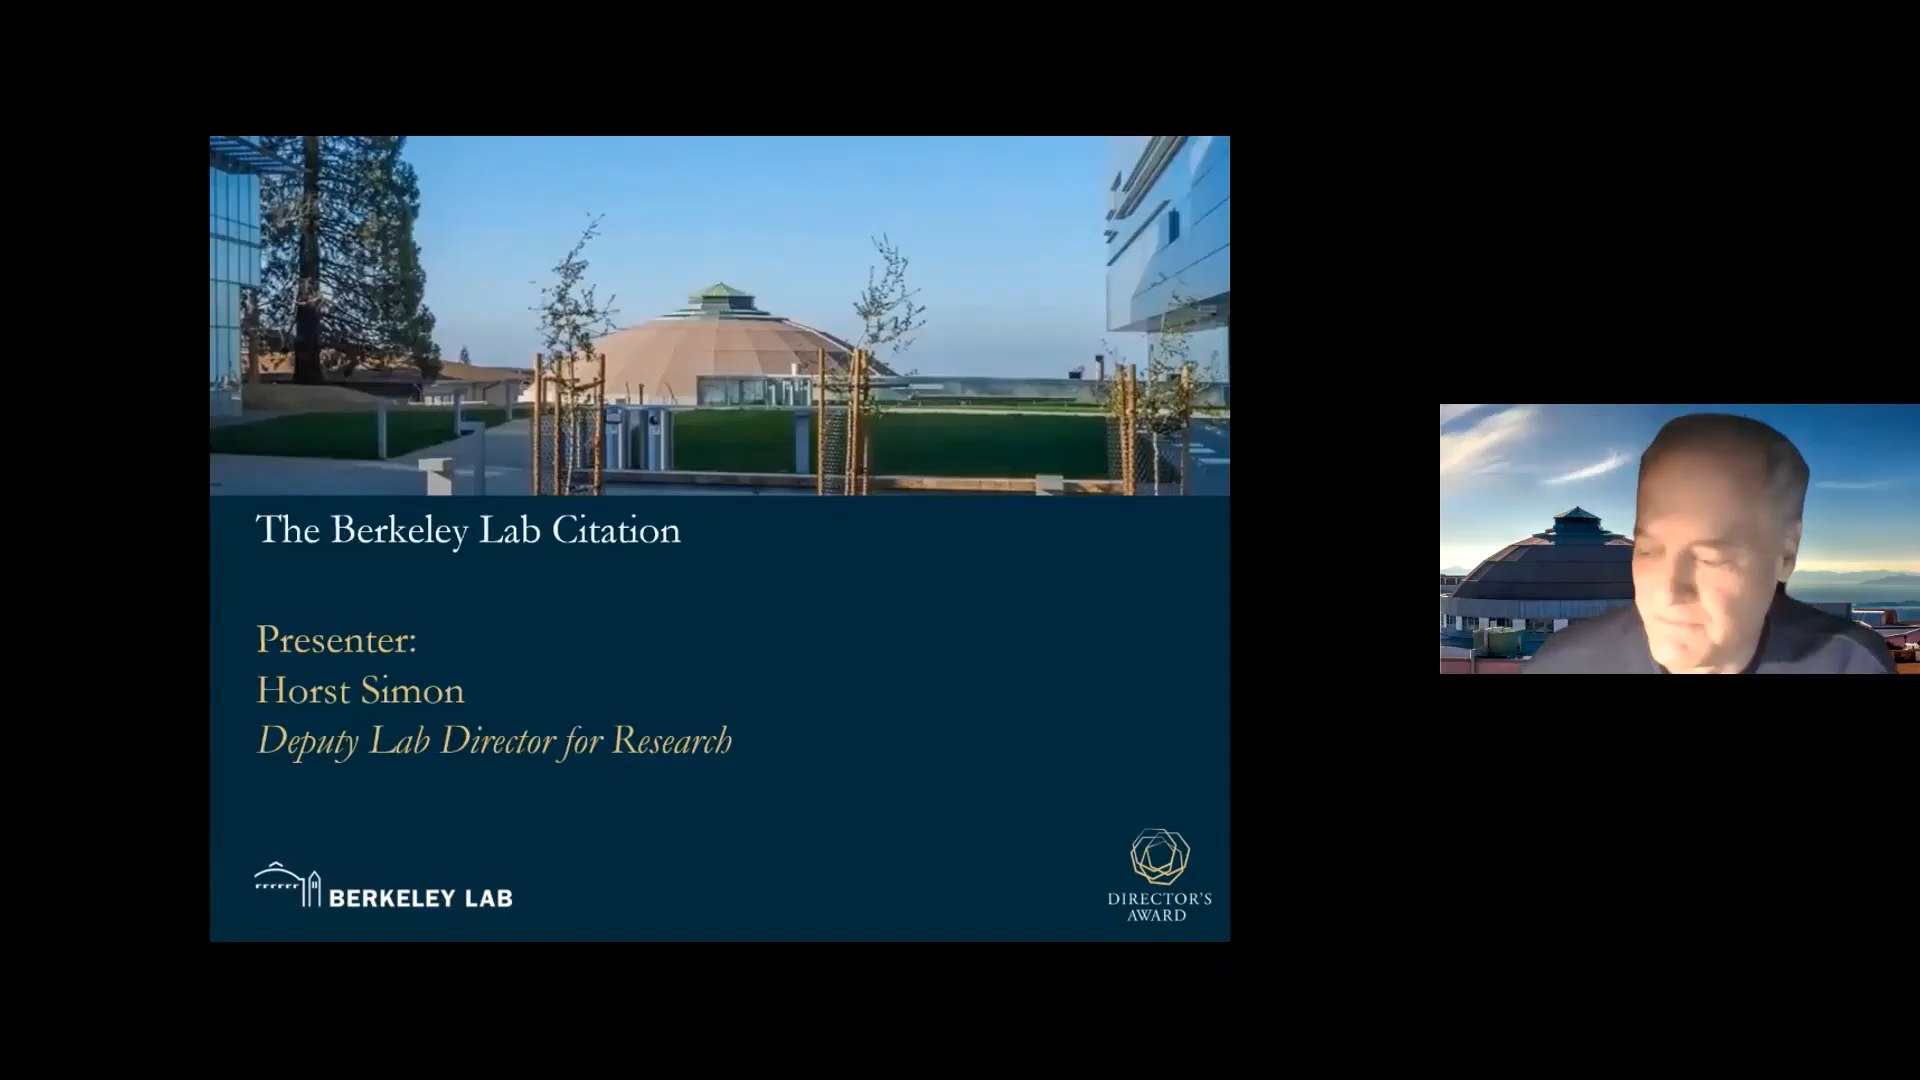 The Berkeley Lab Citation
Presenter:
Horst Simon
Deputy Lab Director for Research
BERKELEY LAB
DIRECTOR'S
AWARD